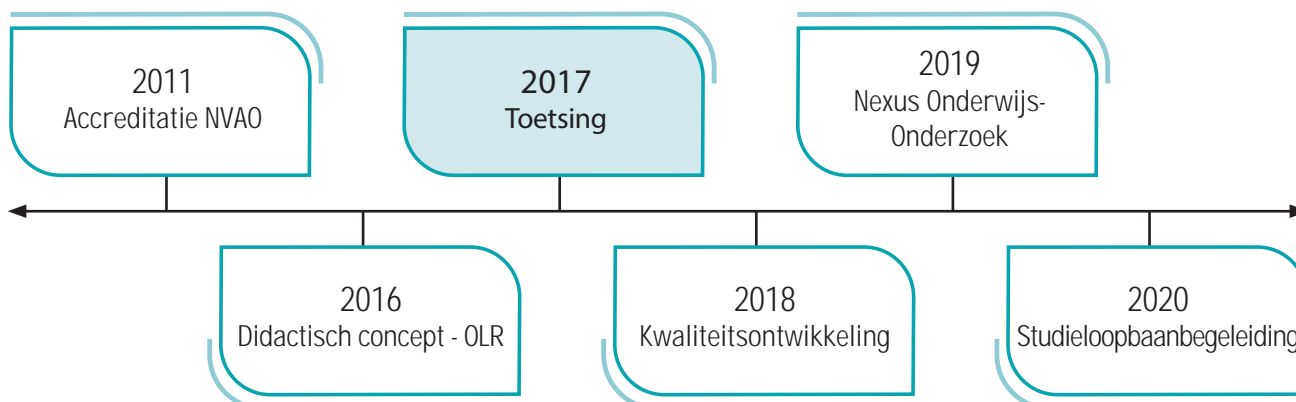 2011
Accreditatie NVAO
2017
Toetsing
2019
Nexus Onderwijs-
Onderzoek
2016
Didactisch concept - OLR
2018
Kwaliteitsontwikkeling
2020
Studieloopbaanbegeleiding